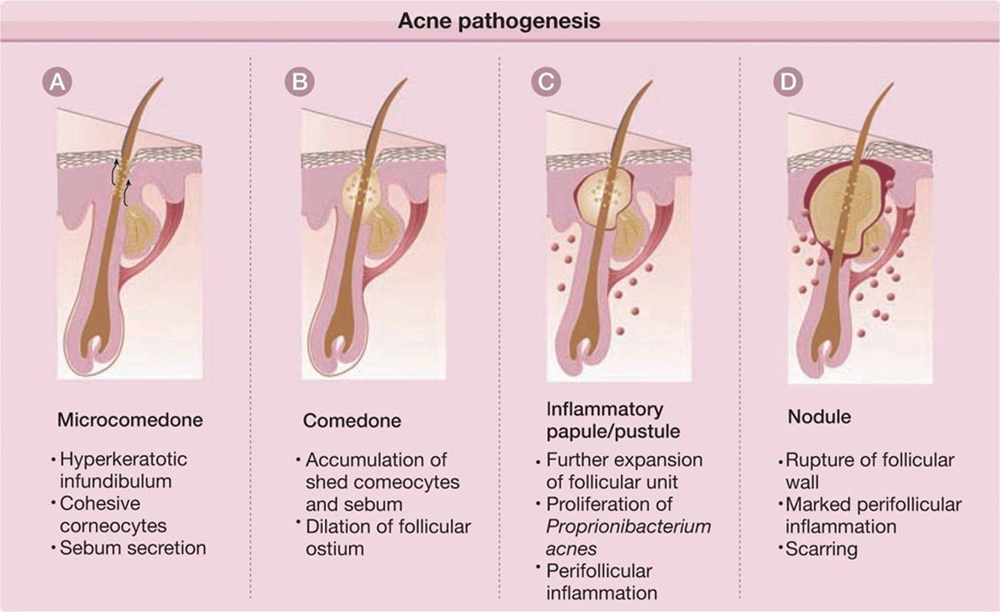 Acne pathogenesis
A
B
C
D
Microcomedone
• Hyperkeratotic
infundibulum
• Cohesive
corneocytes
• Sebum secretion
Comedone
• Accumulation of
shed comeocytes
and sebum
• Dilation of follicular
ostium
Inflammatory
papule/pustule
• Further expansion
of follicular unit
• Proliferation of
Proprionibacterium
acnes
• Perifollicular
inflammation
Nodule
• Rupture of follicular
wall
• Marked perifollicular
inflammation
• Scarring